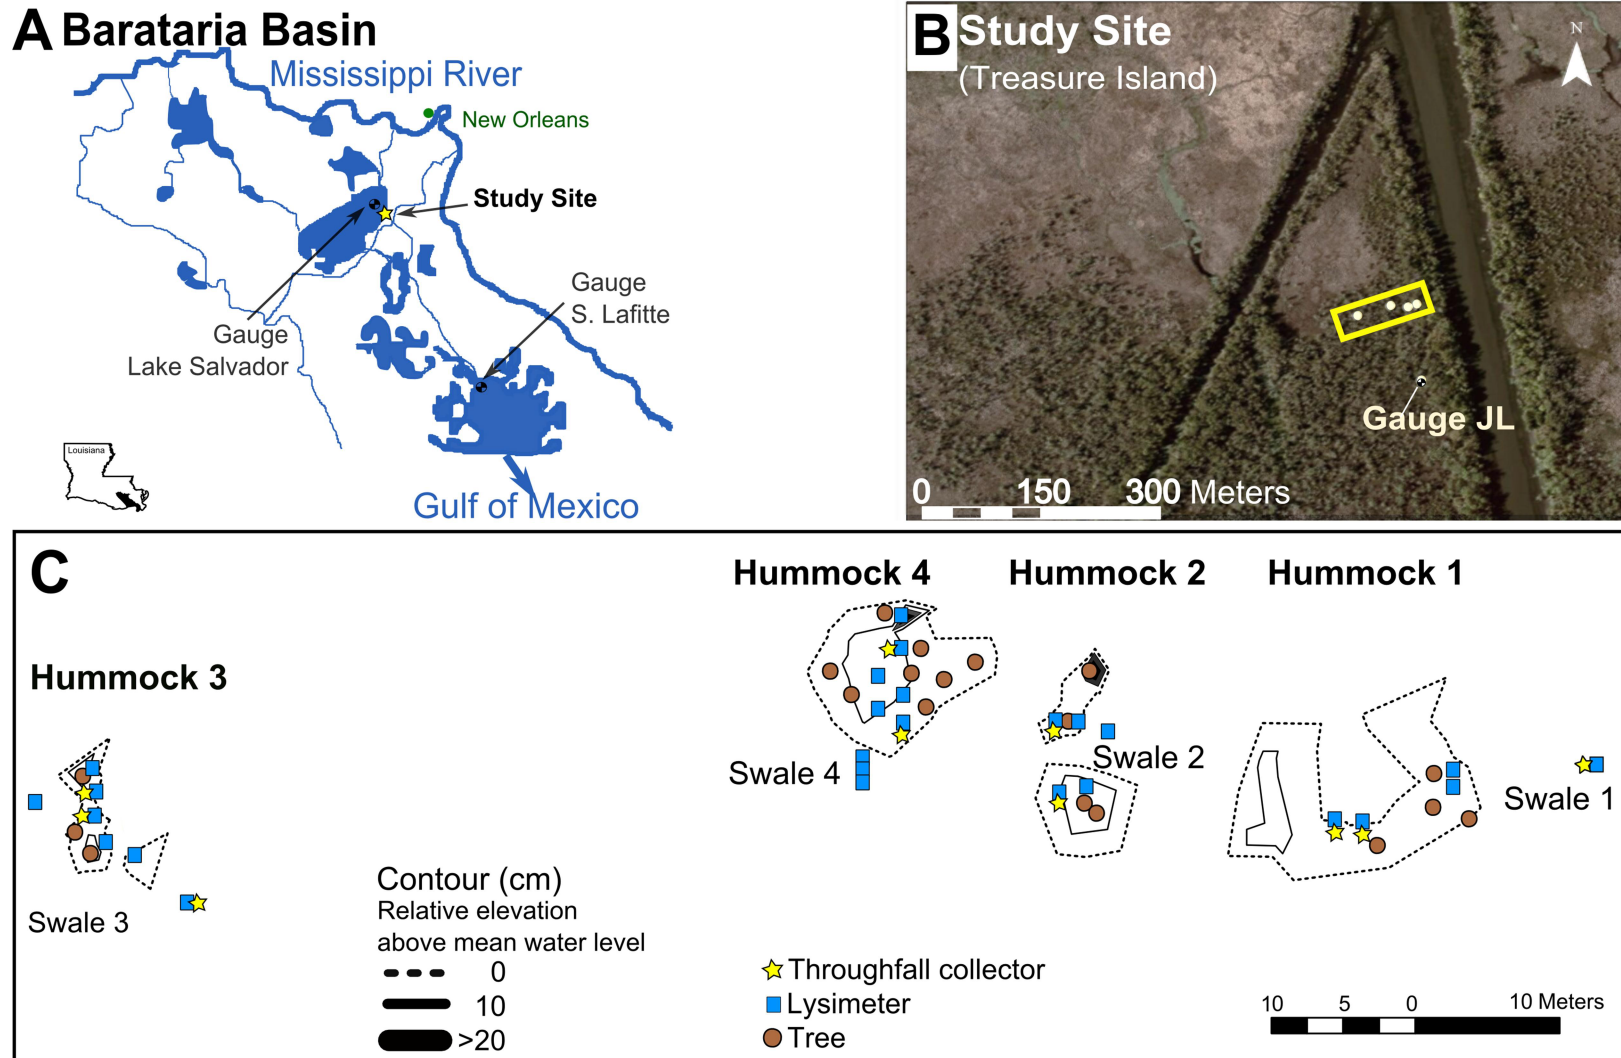 A Barataria Basin
Mississippi River
New Orleans
Study Site
Gauge
S. Lafitte
Gauge
Lake Salvador
Louisiana
Gulf of Mexico
B Study Site
(Treasure Island)
N
Gauge JL
0 150 300 Meters
C
Hummock 4 Hummock 2 Hummock 1
Hummock 3
Swale 4
Swale 2
Swale 1
Swale 3
Contour (cm)
Relative elevation
above mean water level
0
10
>20
Throughfall collector
Lysimeter
Tree
10 5 0 10 Meters